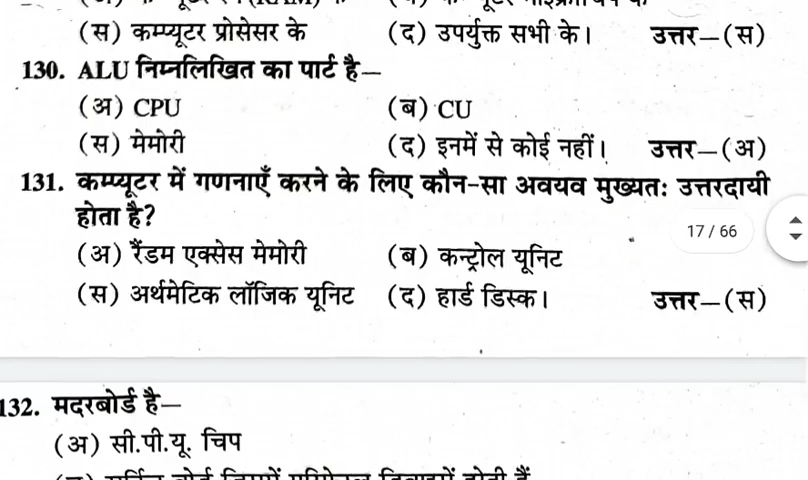 (स) कम्प्यूटर प्रोसेसर के (द) उपर्युक्त सभी के। उत्तर—(स)
130. ALU निम्नलिखित का पार्ट है—
(अ) CPU (ब) CU
(स) मेमोरी (द) इनमें से कोई नहीं। उत्तर—(अ)
131. कम्प्यूटर में गणनाएँ करने के लिए कौन-सा अवयव मुख्यतः उत्तरदायी
होता है?
17 / 66
(अ) रैंडम एक्सेस मेमोरी (ब) कन्ट्रोल यूनिट
(स) अर्थमेटिक लॉजिक यूनिट (द) हार्ड डिस्क। उत्तर—(स)
132. मदरबोर्ड है—
(अ) सी.पी.यू. चिप